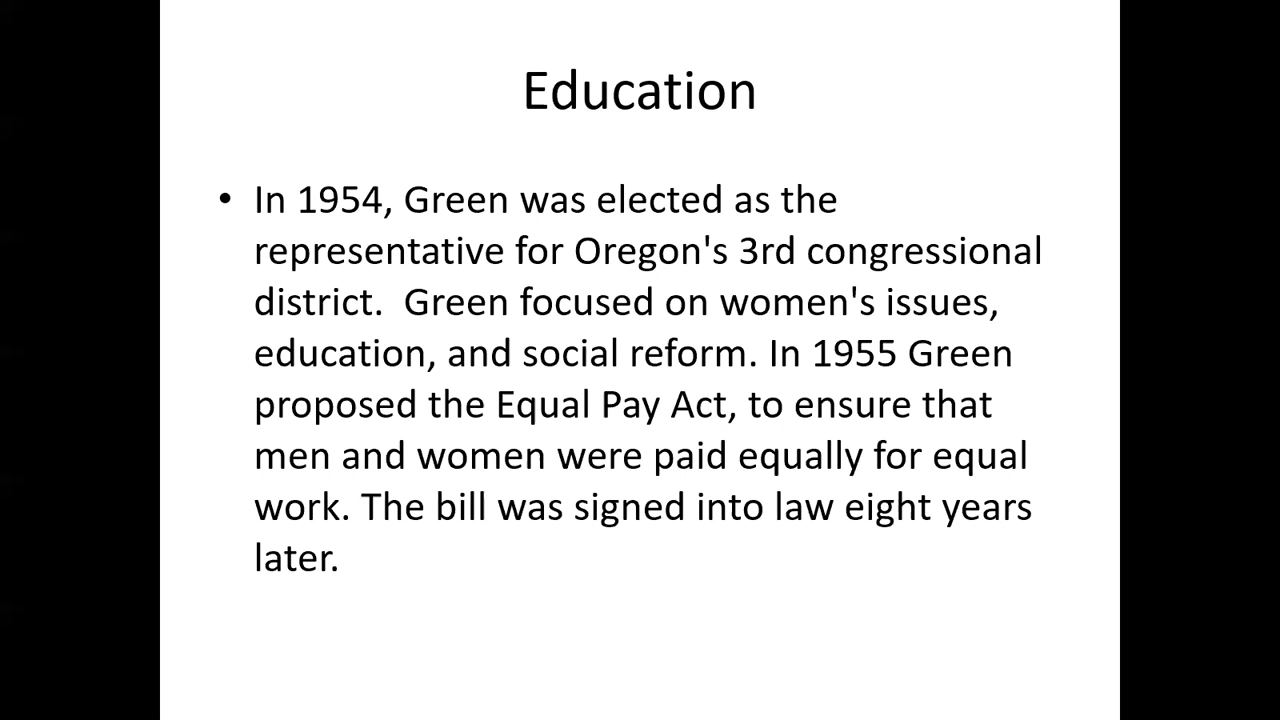 Education
• In 1954, Green was elected as the
representative for Oregon's 3rd congressional
district.  Green focused on women's issues,
education, and social reform. In 1955 Green
proposed the Equal Pay Act, to ensure that
men and women were paid equally for equal
work. The bill was signed into law eight years
later.